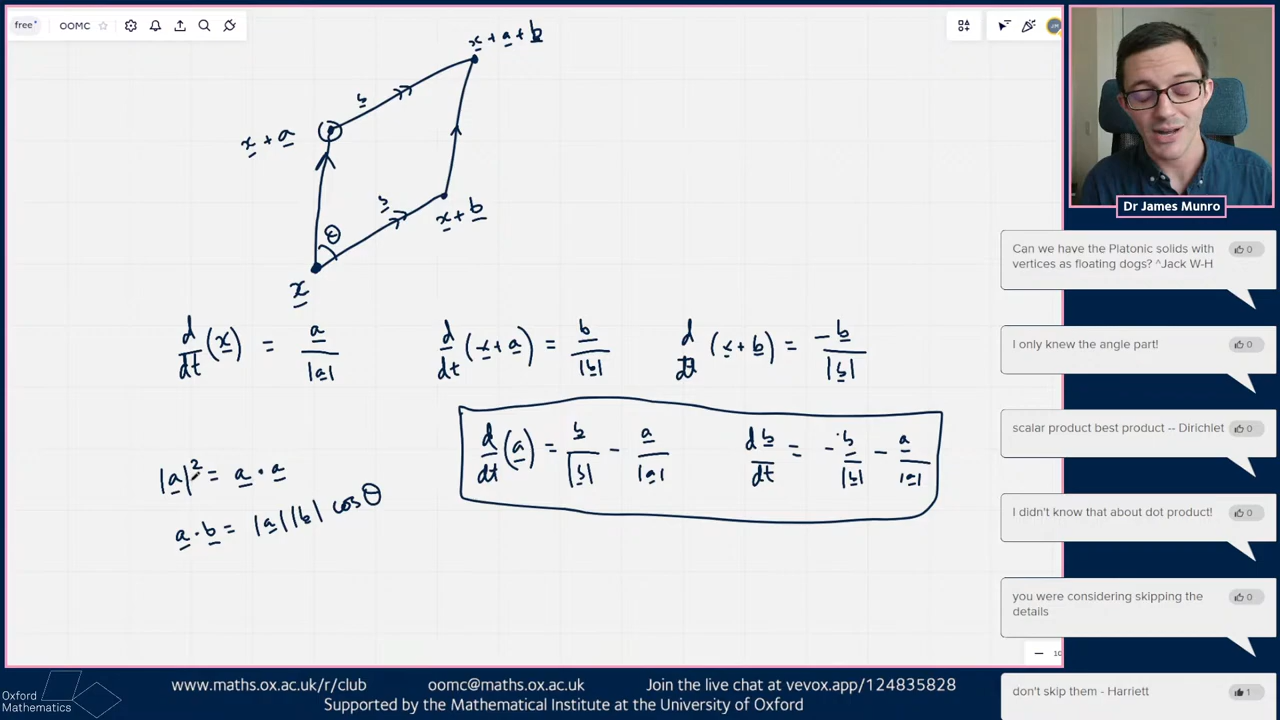 free
OOMC
x + a + b
b
x + a
b
θ
x + b
x
d/dt (x) = a/|a|
d/dt (x + a) = b/|b|
d/dt (x + b) = -b/|b|
d/dt (a) = b/|b| - a/|a|
db/dt = -b/|b| - a/|a|
|a|² = a · a
a · b = |a||b| cos θ
Dr James Munro
Can we have the Platonic solids with
vertices as floating dogs? ^Jack W-H
0
I only knew the angle part!
0
scalar product best product -- Dirichlet
0
I didn't know that about dot product!
0
you were considering skipping the
details
0
don't skip them - Harriett
1
Oxford
Mathematics
www.maths.ox.ac.uk/r/club
oomc@maths.ox.ac.uk
Join the live chat at vevox.app/124835828
Supported by the Mathematical Institute at the University of Oxford